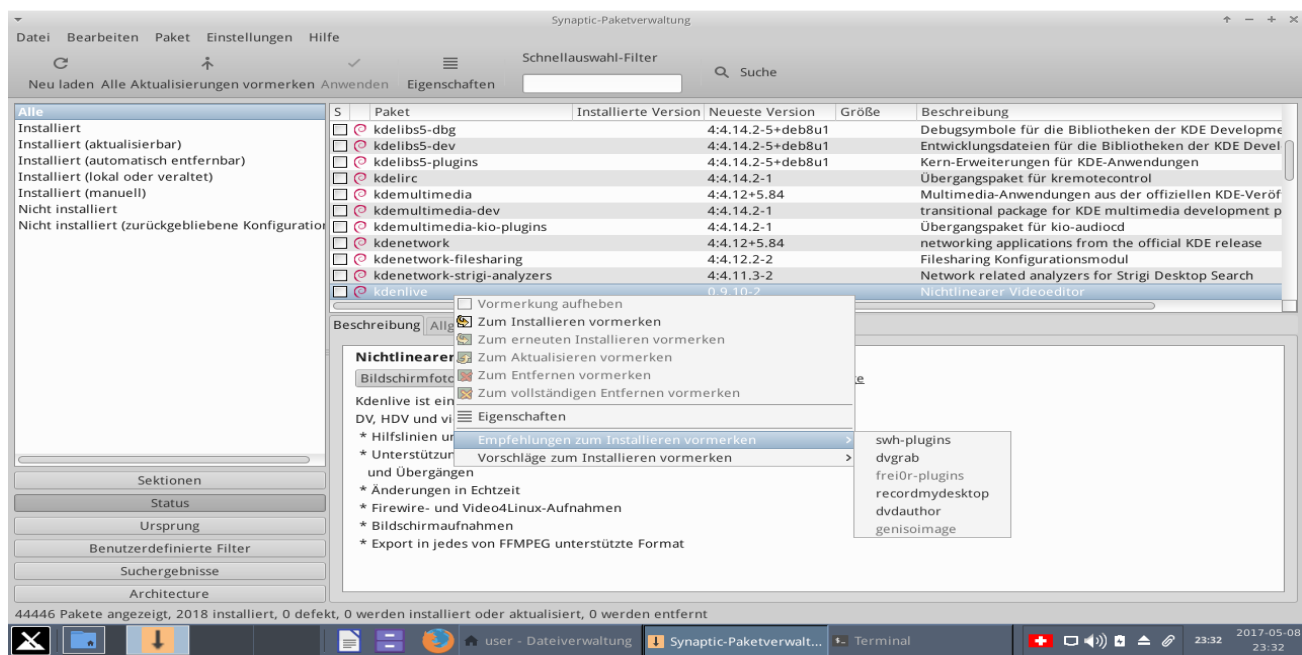 Synaptic-Paketverwaltung
Datei Bearbeiten Paket Einstellungen Hilfe
Neu laden Alle Aktualisierungen vormerken Anwenden Eigenschaften
Schnellauswahl-Filter
Suche
Alle
Installiert
Installiert (aktualisierbar)
Installiert (automatisch entfernbar)
Installiert (lokal oder veraltet)
Installiert (manuell)
Nicht installiert
Nicht installiert (zurückgebliebene Konfiguration
Sektionen
Status
Ursprung
Benutzerdefinierte Filter
Suchergebnisse
Architecture
S Paket Installierte Version Neueste Version Größe Beschreibung
kdelibs5-dbg 4:4.14.2-5+deb8u1 Debugsymbole für die Bibliotheken der KDE Developme
kdelibs5-dev 4:4.14.2-5+deb8u1 Entwicklungsdateien für die Bibliotheken der KDE Devel
kdelibs5-plugins 4:4.14.2-5+deb8u1 Kern-Erweiterungen für KDE-Anwendungen
kdelirc 4:4.14.2-1 Übergangspaket für kremotecontrol
kdemultimedia 4:4.12+5.84 Multimedia-Anwendungen aus der offiziellen KDE-Veröf
kdemultimedia-dev 4:4.14.2-1 transitional package for KDE multimedia development p
kdemultimedia-kio-plugins 4:4.14.2-1 Übergangspaket für kio-audiocd
kdenetwork 4:4.12+5.84 networking applications from the official KDE release
kdenetwork-filesharing 4:4.12.2-2 Filesharing Konfigurationsmodul
kdenetwork-strigi-analyzers 4:4.11.3-2 Network related analyzers for Strigi Desktop Search
kdenlive 0.9.10-2 Nichtlinearer Videoeditor
Vormerkung aufheben
Zum Installieren vormerken
Zum erneuten Installieren vormerken
Zum Aktualisieren vormerken
Zum Entfernen vormerken
Zum vollständigen Entfernen vormerken
Eigenschaften
Empfehlungen zum Installieren vormerken
Vorschläge zum Installieren vormerken
swh-plugins
dvgrab
frei0r-plugins
recordmydesktop
dvdauthor
genisoimage
Beschreibung Allg
Nichtlinearer
Bildschirmfoto
Kdenlive ist ein
DV, HDV und vi
* Hilfslinien un
* Unterstützun
und Übergängen
* Änderungen in Echtzeit
* Firewire- und Video4Linux-Aufnahmen
* Bildschirmaufnahmen
* Export in jedes von FFMPEG unterstützte Format
44446 Pakete angezeigt, 2018 installiert, 0 defekt, 0 werden installiert oder aktualisiert, 0 werden entfernt
user - Dateiverwaltung Synaptic-Paketverwalt... Terminal 23:32 2017-05-08
23:32